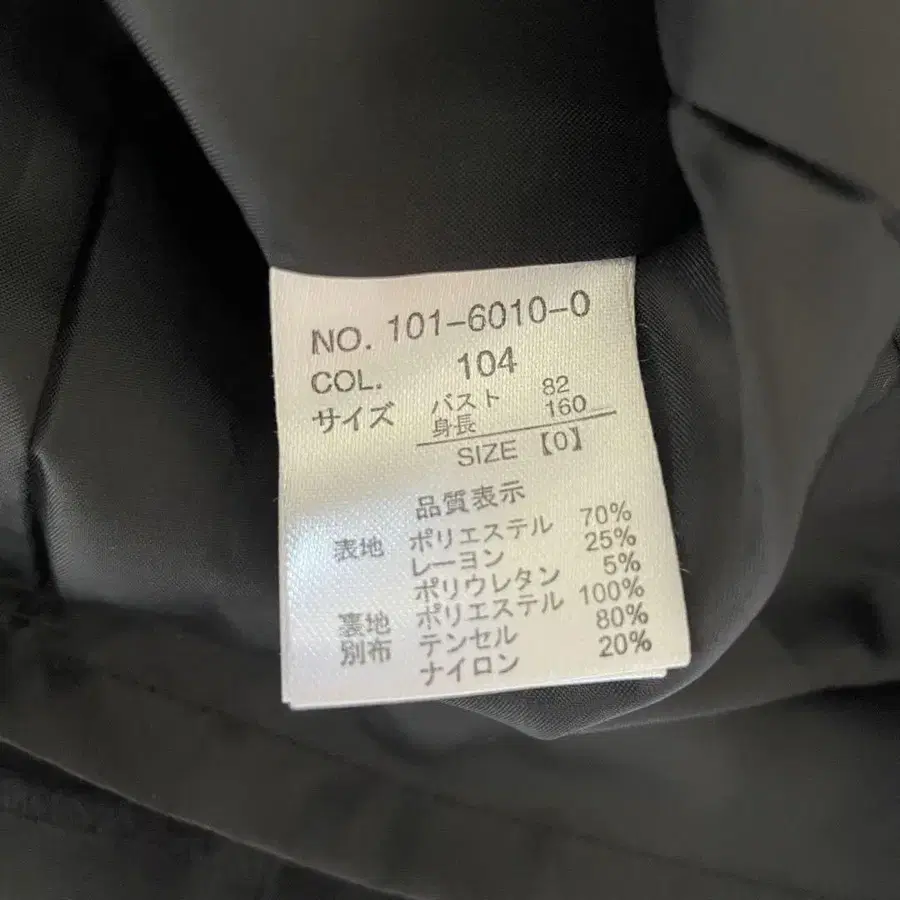 NO. 101-6010-0
COL. 104
サイズ バスト 82
身長 160
SIZE【0】
品質表示
表地 ポリエステル 70%
レーヨン 25%
ポリウレタン 5%
裏地 ポリエステル 100%
別布 テンセル 80%
ナイロン 20%